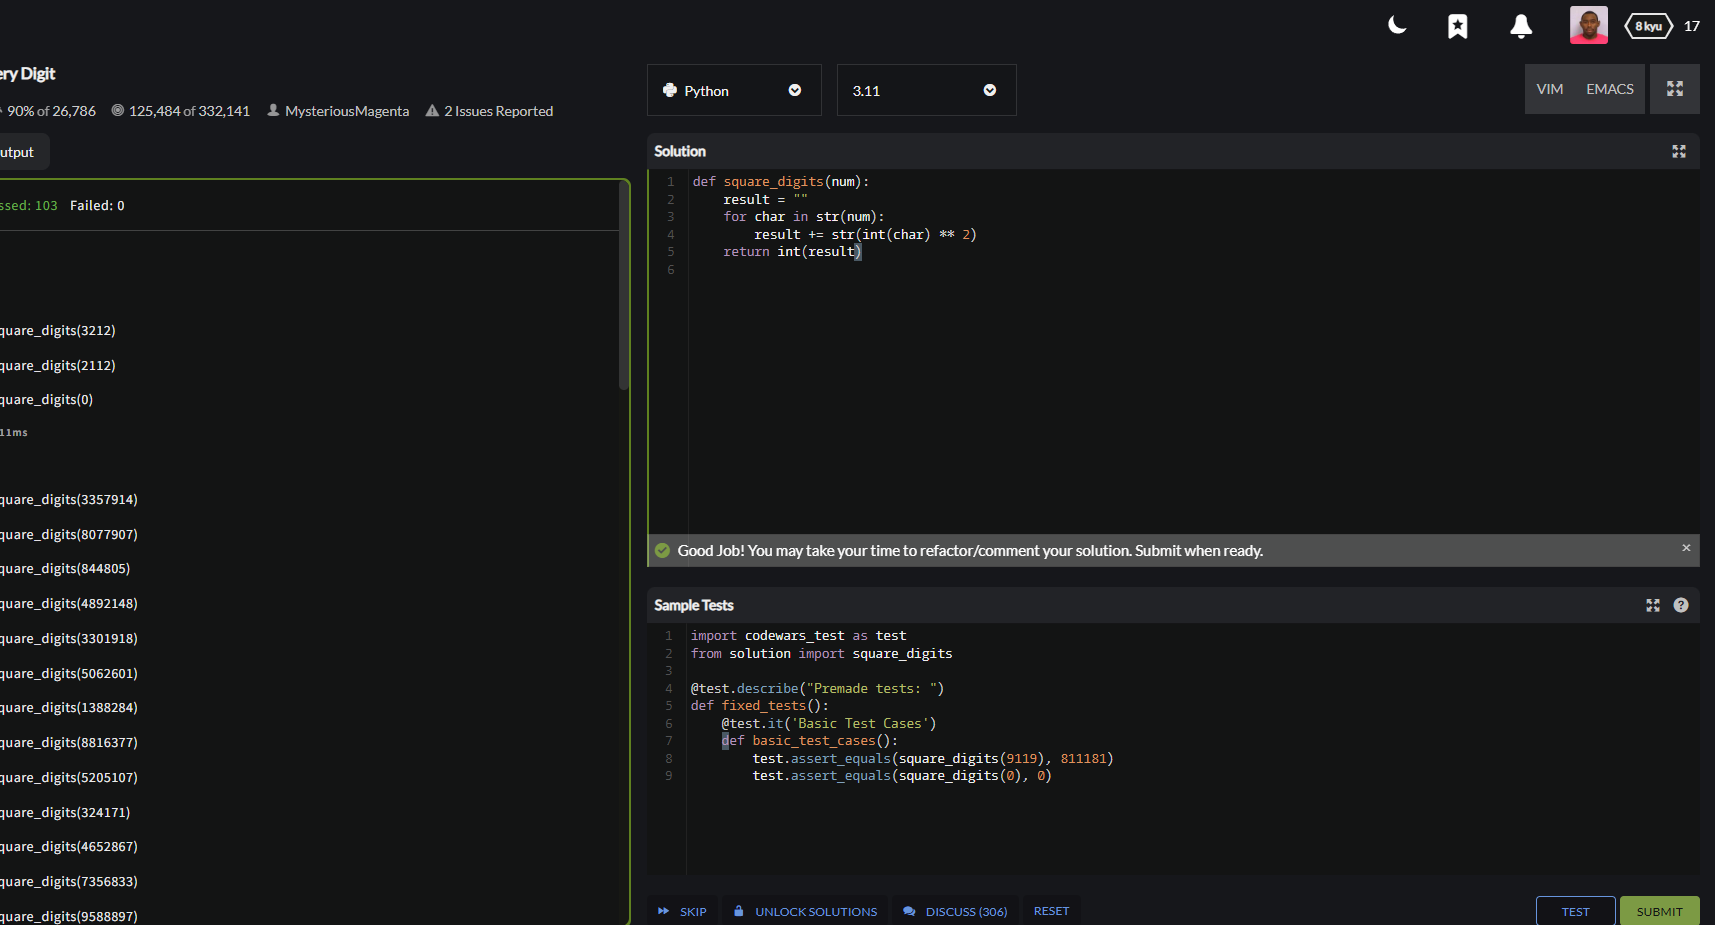 8 kyu 17
ery Digit
90% of 26,786 125,484 of 332,141 MysteriousMagenta 2 Issues Reported
utput
ssed: 103 Failed: 0
quare_digits(3212)
quare_digits(2112)
quare_digits(0)
11ms
quare_digits(3357914)
quare_digits(8077907)
quare_digits(844805)
quare_digits(4892148)
quare_digits(3301918)
quare_digits(5062601)
quare_digits(1388284)
quare_digits(8816377)
quare_digits(5205107)
quare_digits(324171)
quare_digits(4652867)
quare_digits(7356833)
quare_digits(9588897)
Python 3.11 VIM EMACS
Solution
1 def square_digits(num):
2     result = ""
3     for char in str(num):
4         result += str(int(char) ** 2)
5     return int(result)
6
Good Job! You may take your time to refactor/comment your solution. Submit when ready. ×
Sample Tests ?
1 import codewars_test as test
2 from solution import square_digits
3
4 @test.describe("Premade tests: ")
5 def fixed_tests():
6     @test.it('Basic Test Cases')
7     def basic_test_cases():
8         test.assert_equals(square_digits(9119), 811181)
9         test.assert_equals(square_digits(0), 0)
SKIP UNLOCK SOLUTIONS DISCUSS (306) RESET TEST SUBMIT